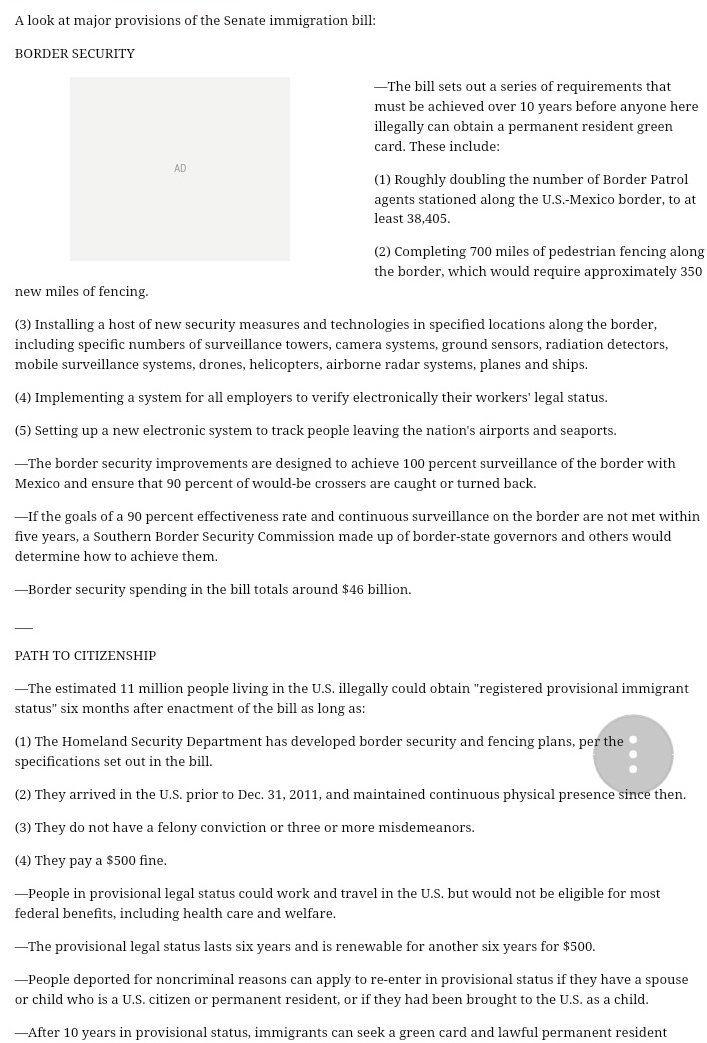 A look at major provisions of the Senate immigration bill:
BORDER SECURITY
AD
—The bill sets out a series of requirements that
must be achieved over 10 years before anyone here
illegally can obtain a permanent resident green
card. These include:
(1) Roughly doubling the number of Border Patrol
agents stationed along the U.S.-Mexico border, to at
least 38,405.
(2) Completing 700 miles of pedestrian fencing along
the border, which would require approximately 350
new miles of fencing.
(3) Installing a host of new security measures and technologies in specified locations along the border,
including specific numbers of surveillance towers, camera systems, ground sensors, radiation detectors,
mobile surveillance systems, drones, helicopters, airborne radar systems, planes and ships.
(4) Implementing a system for all employers to verify electronically their workers' legal status.
(5) Setting up a new electronic system to track people leaving the nation's airports and seaports.
—The border security improvements are designed to achieve 100 percent surveillance of the border with
Mexico and ensure that 90 percent of would-be crossers are caught or turned back.
—If the goals of a 90 percent effectiveness rate and continuous surveillance on the border are not met within
five years, a Southern Border Security Commission made up of border-state governors and others would
determine how to achieve them.
—Border security spending in the bill totals around $46 billion.
—–
PATH TO CITIZENSHIP
—The estimated 11 million people living in the U.S. illegally could obtain "registered provisional immigrant
status" six months after enactment of the bill as long as:
(1) The Homeland Security Department has developed border security and fencing plans, per the
specifications set out in the bill.
(2) They arrived in the U.S. prior to Dec. 31, 2011, and maintained continuous physical presence since then.
(3) They do not have a felony conviction or three or more misdemeanors.
(4) They pay a $500 fine.
—People in provisional legal status could work and travel in the U.S. but would not be eligible for most
federal benefits, including health care and welfare.
—The provisional legal status lasts six years and is renewable for another six years for $500.
—People deported for noncriminal reasons can apply to re-enter in provisional status if they have a spouse
or child who is a U.S. citizen or permanent resident, or if they had been brought to the U.S. as a child.
—After 10 years in provisional status, immigrants can seek a green card and lawful permanent resident